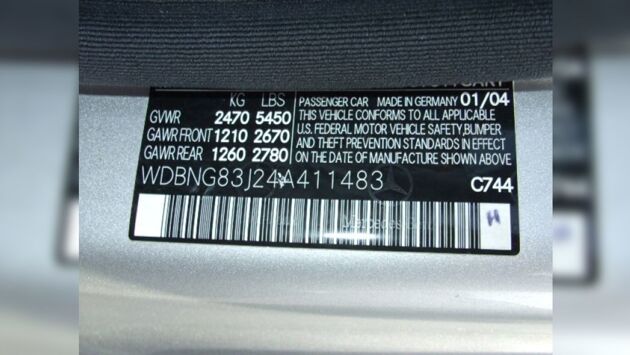 KG LBS
GVWR 2470 5450
GAWR FRONT 1210 2670
GAWR REAR 1260 2780
PASSENGER CAR MADE IN GERMANY 01/04
THIS VEHICLE CONFORMS TO ALL APPLICABLE
U.S. FEDERAL MOTOR VEHICLE SAFETY,BUMPER
AND THEFT PREVENTION STANDARDS IN EFFECT
ON THE DATE OF MANUFACTURE SHOWN ABOVE.
WDBNG83J24A411483
C744